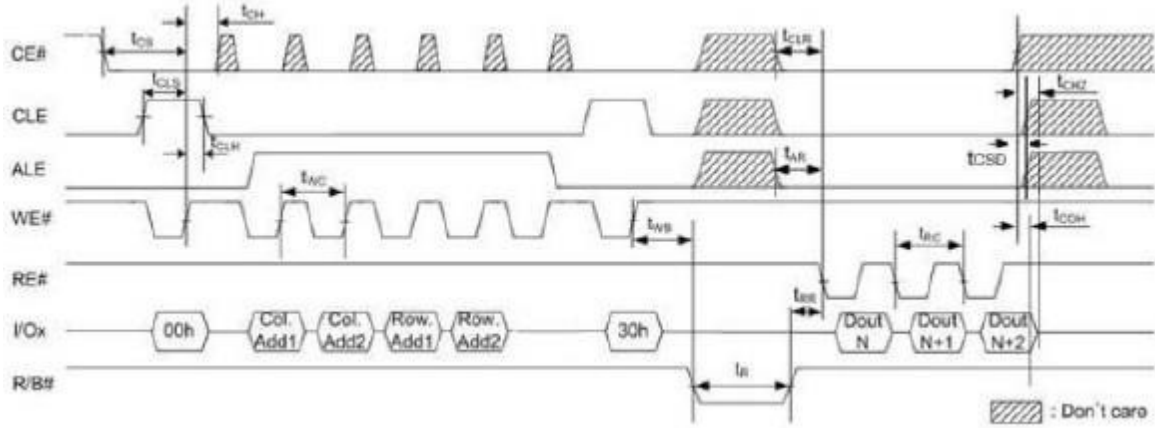 tCH
CE# tCS tCLR
tCLS tCHZ
CLE
tCLH tAR tCSD
ALE
tWC
WE# tWB tCOH
tRC
RE#
tRR
I/Ox 00h Col. Add1 Col. Add2 Row. Add1 Row. Add2 30h Dout N Dout N+1 Dout N+2
R/B# tR
: Don't care